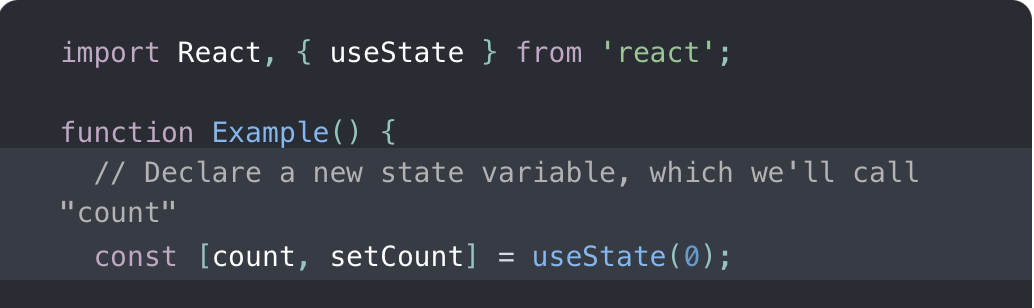 import React, { useState } from 'react';
function Example() {
  // Declare a new state variable, which we'll call
"count"
  const [count, setCount] = useState(0);